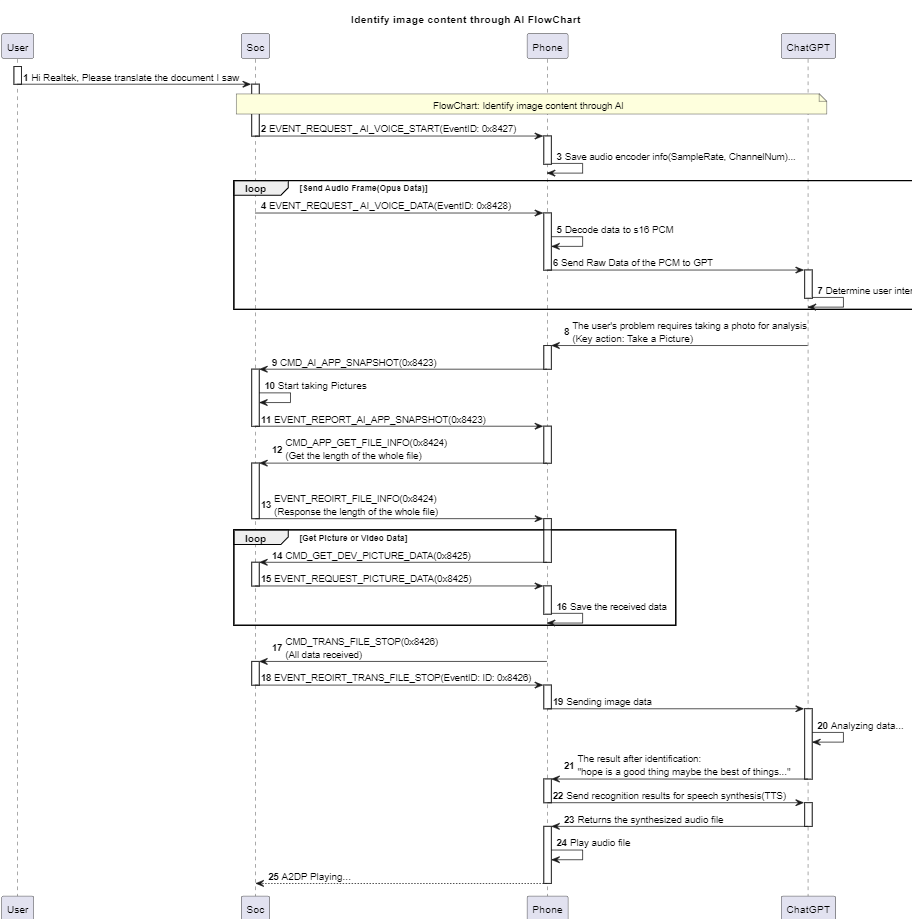 Identify image content through AI FlowChart
User
Soc
Phone
ChatGPT
1 Hi Realtek, Please translate the document I saw
FlowChart: Identify image content through AI
2 EVENT_REQUEST_AI_VOICE_START(EventID: 0x8427)
3 Save audio encoder info(SampleRate, ChannelNum)...
loop [Send Audio Frame(Opus Data)]
4 EVENT_REQUEST_AI_VOICE_DATA(EventID: 0x8428)
5 Decode data to s16 PCM
6 Send Raw Data of the PCM to GPT
7 Determine user inter
8 The user's problem requires taking a photo for analysis,
(Key action: Take a Picture)
9 CMD_AI_APP_SNAPSHOT(0x8423)
10 Start taking Pictures
11 EVENT_REPORT_AI_APP_SNAPSHOT(0x8423)
12 CMD_APP_GET_FILE_INFO(0x8424)
(Get the length of the whole file)
13 EVENT_REOIRT_FILE_INFO(0x8424)
(Response the length of the whole file)
loop [Get Picture or Video Data]
14 CMD_GET_DEV_PICTURE_DATA(0x8425)
15 EVENT_REQUEST_PICTURE_DATA(0x8425)
16 Save the received data
17 CMD_TRANS_FILE_STOP(0x8426)
(All data received)
18 EVENT_REOIRT_TRANS_FILE_STOP(EventID: ID: 0x8426)
19 Sending image data
20 Analyzing data...
21 The result after identification:
"hope is a good thing maybe the best of things..."
22 Send recognition results for speech synthesis(TTS)
23 Returns the synthesized audio file
24 Play audio file
25 A2DP Playing...
User
Soc
Phone
ChatGPT